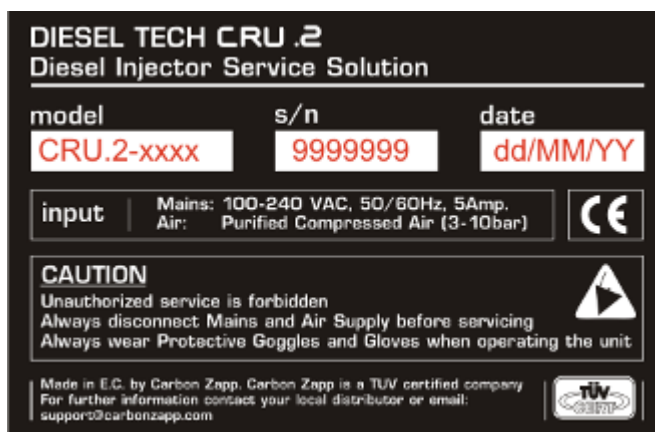 DIESEL TECH CRU .2
Diesel Injector Service Solution
model s/n date
CRU.2-xxxx 9999999 dd/MM/YY
input Mains: 100-240 VAC, 50/60Hz, 5Amp.
Air: Purified Compressed Air (3-10bar)
CE
CAUTION
Unauthorized service is forbidden
Always disconnect Mains and Air Supply before servicing
Always wear Protective Goggles and Gloves when operating the unit
Made in E.C. by Carbon Zapp. Carbon Zapp is a TUV certified company
For further information contact your local distributor or email:
support@carbonzapp.com
TÜV
CERT